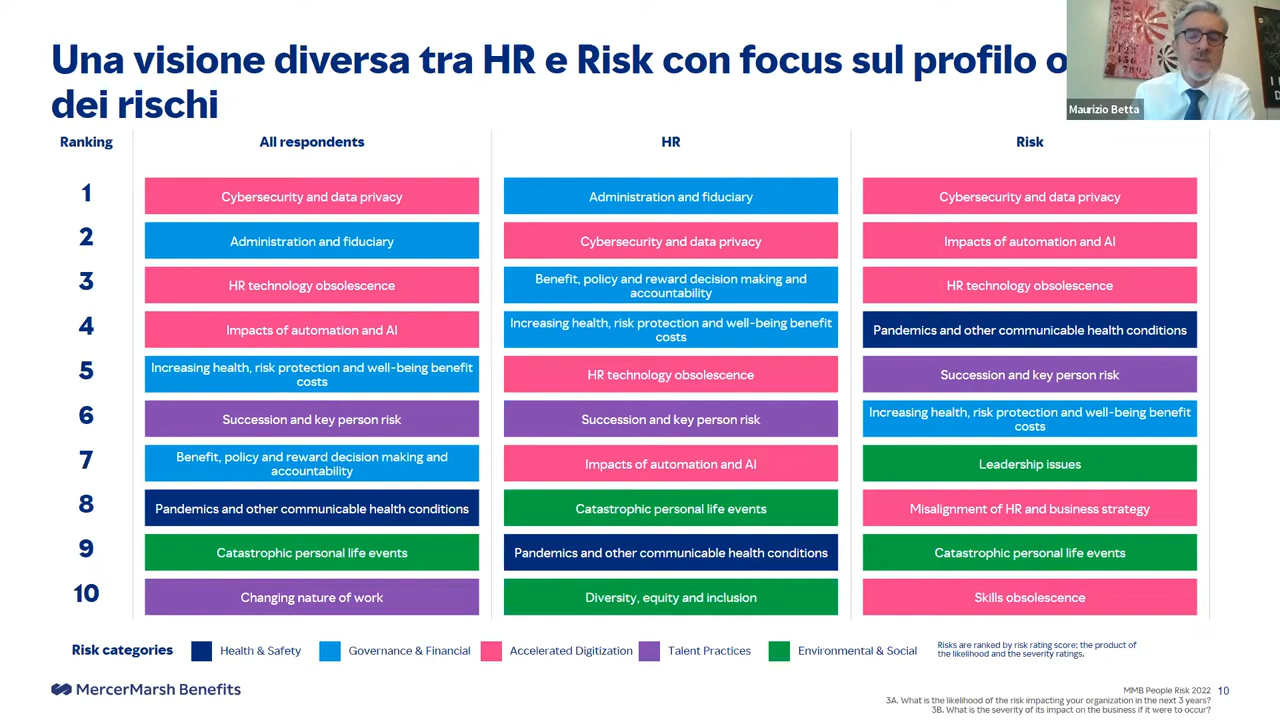 Una visione diversa tra HR e Risk con focus sul profilo
dei rischi
Maurizio Betta
Ranking
All respondents
HR
Risk
1
Cybersecurity and data privacy
Administration and fiduciary
Cybersecurity and data privacy
2
Administration and fiduciary
Cybersecurity and data privacy
Impacts of automation and AI
3
HR technology obsolescence
Benefit, policy and reward decision making and
accountability
HR technology obsolescence
4
Impacts of automation and AI
Increasing health, risk protection and well-being benefit
costs
Pandemics and other communicable health conditions
5
Increasing health, risk protection and well-being benefit
costs
HR technology obsolescence
Succession and key person risk
6
Succession and key person risk
Succession and key person risk
Increasing health, risk protection and well-being benefit
costs
7
Benefit, policy and reward decision making and
accountability
Impacts of automation and AI
Leadership issues
8
Pandemics and other communicable health conditions
Catastrophic personal life events
Misalignment of HR and business strategy
9
Catastrophic personal life events
Pandemics and other communicable health conditions
Catastrophic personal life events
10
Changing nature of work
Diversity, equity and inclusion
Skills obsolescence
Risk categories
Health & Safety
Governance & Financial
Accelerated Digitization
Talent Practices
Environmental & Social
Risks are ranked by risk rating score; the product of
the likelihood and the severity ratings.
MercerMarsh Benefits
MMB People Risk 2022
10
3A. What is the likelihood of the risk impacting your organization in the next 3 years?
3B. What is the severity of its impact on the business if it were to occur?